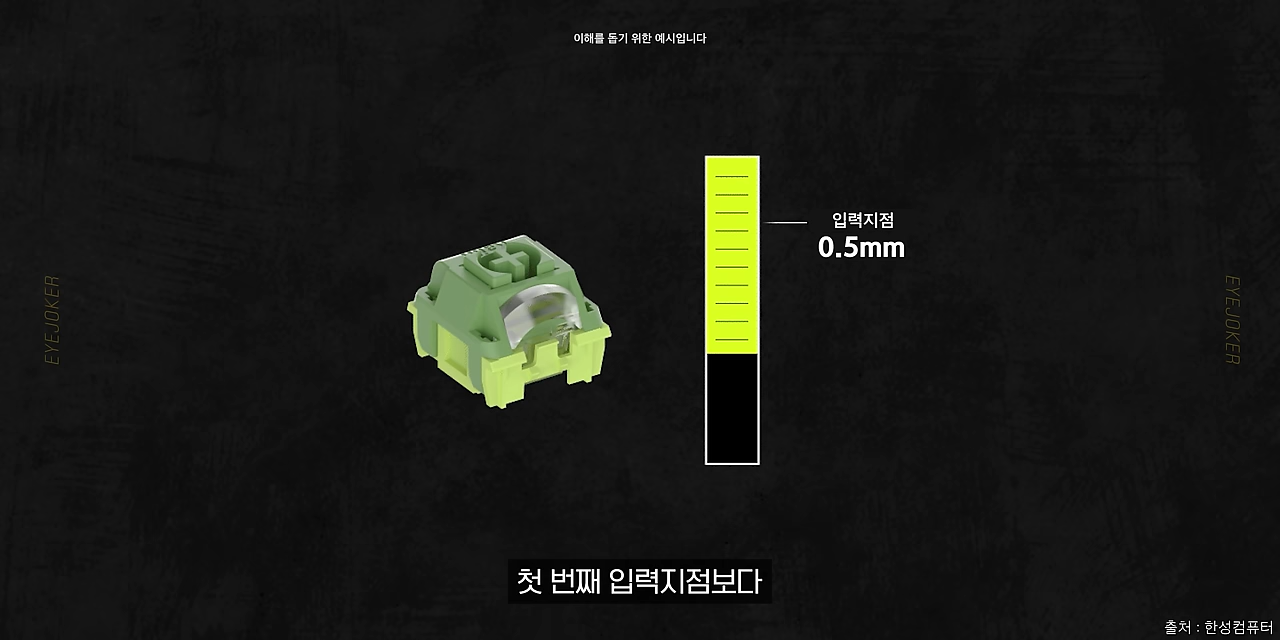 이해를 돕기 위한 예시입니다
입력지점
0.5mm
EYEJOKER
EYEJOKER
첫 번째 입력지점보다
출처 : 한성컴퓨터